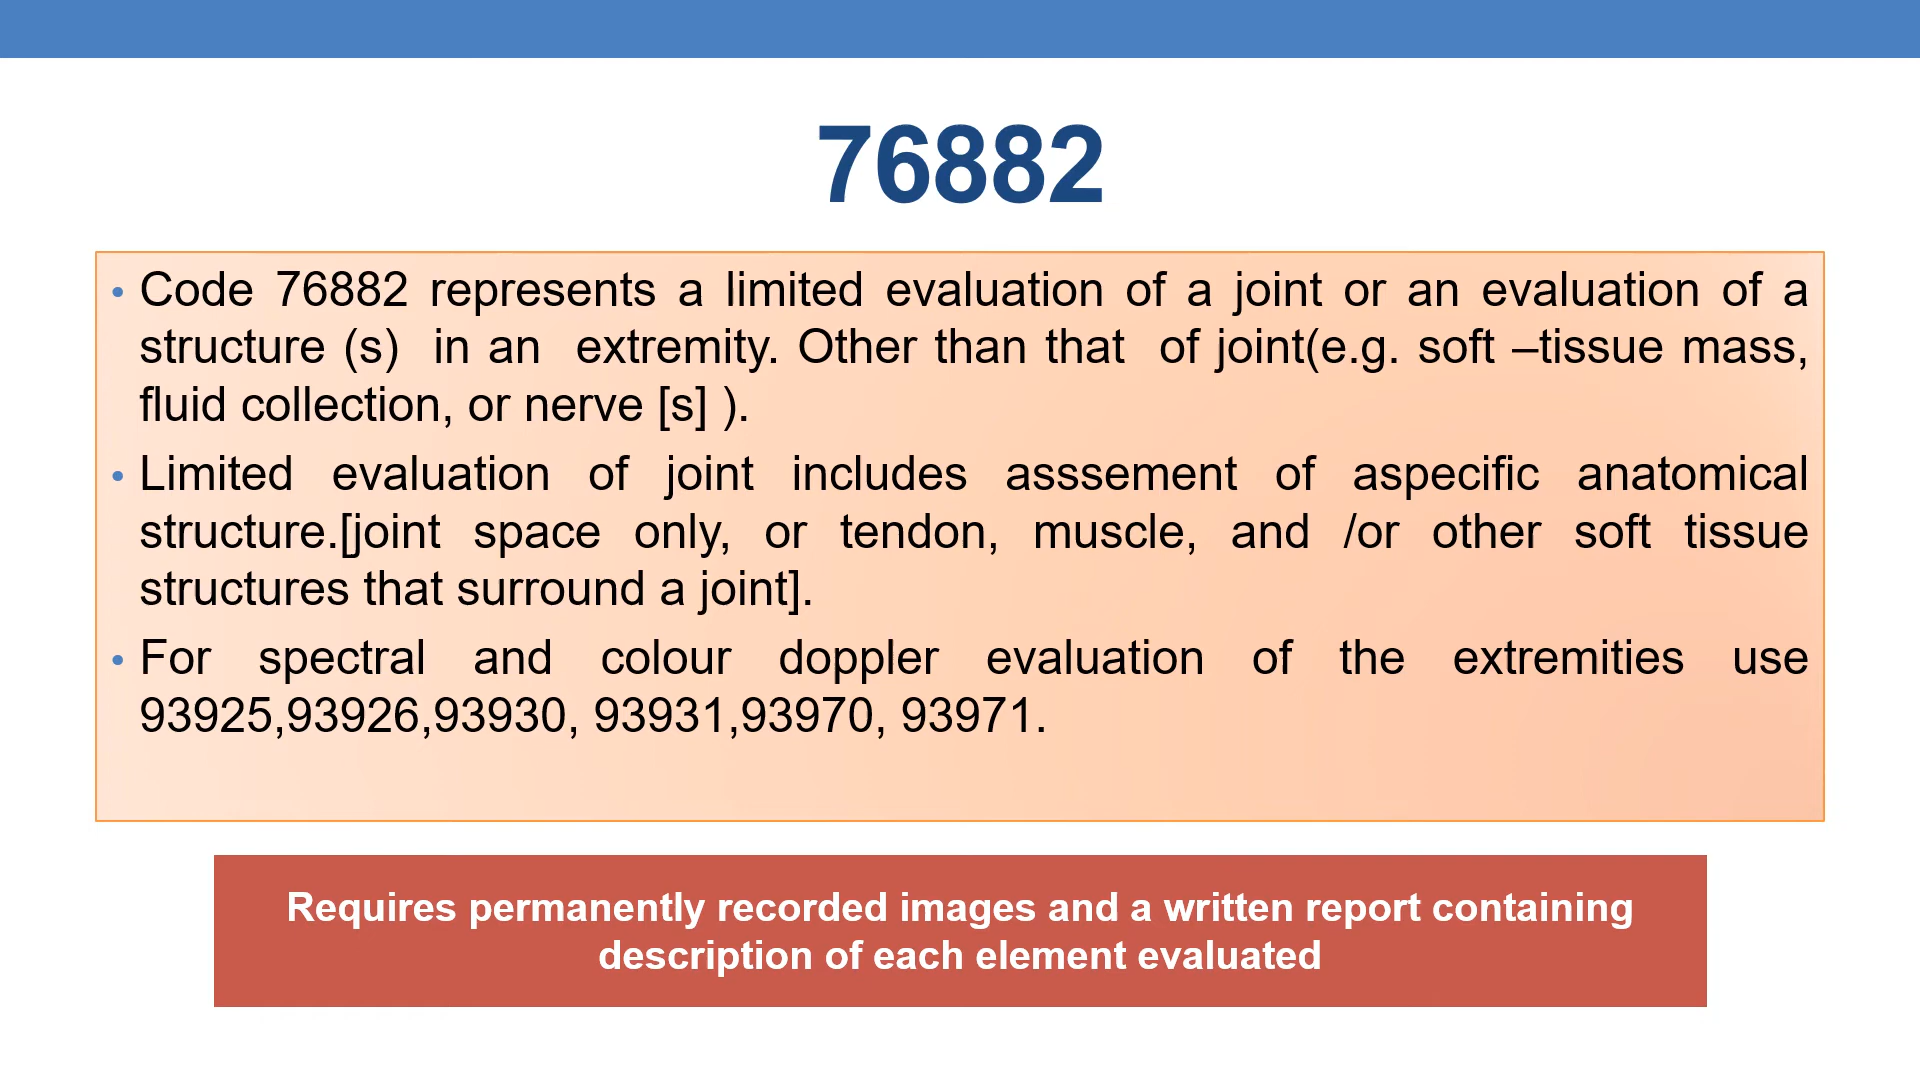 76882
• Code 76882 represents a limited evaluation of a joint or an evaluation of a
structure (s) in an extremity. Other than that of joint(e.g. soft –tissue mass,
fluid collection, or nerve [s] ).
• Limited evaluation of joint includes asssement of aspecific anatomical
structure.[joint space only, or tendon, muscle, and /or other soft tissue
structures that surround a joint].
• For spectral and colour doppler evaluation of the extremities use
93925,93926,93930, 93931,93970, 93971.
Requires permanently recorded images and a written report containing
description of each element evaluated